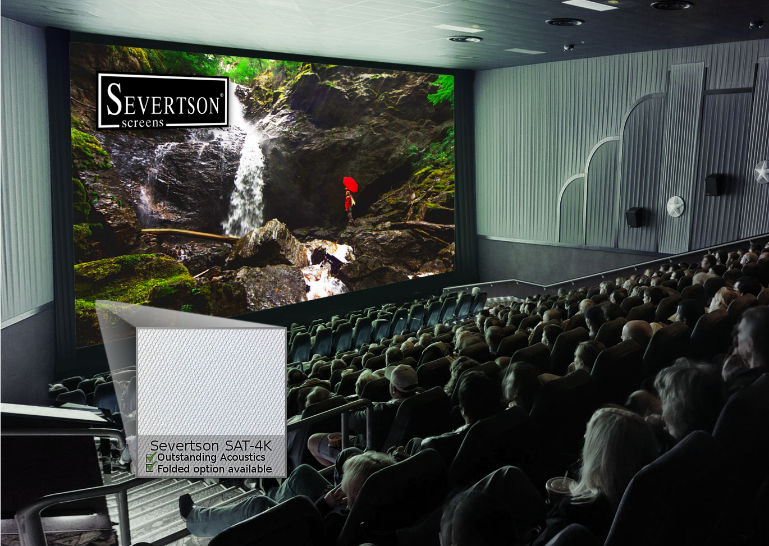 SEVERTSON®
screens
Severtson SAT-4K
Outstanding Acoustics
Folded option available